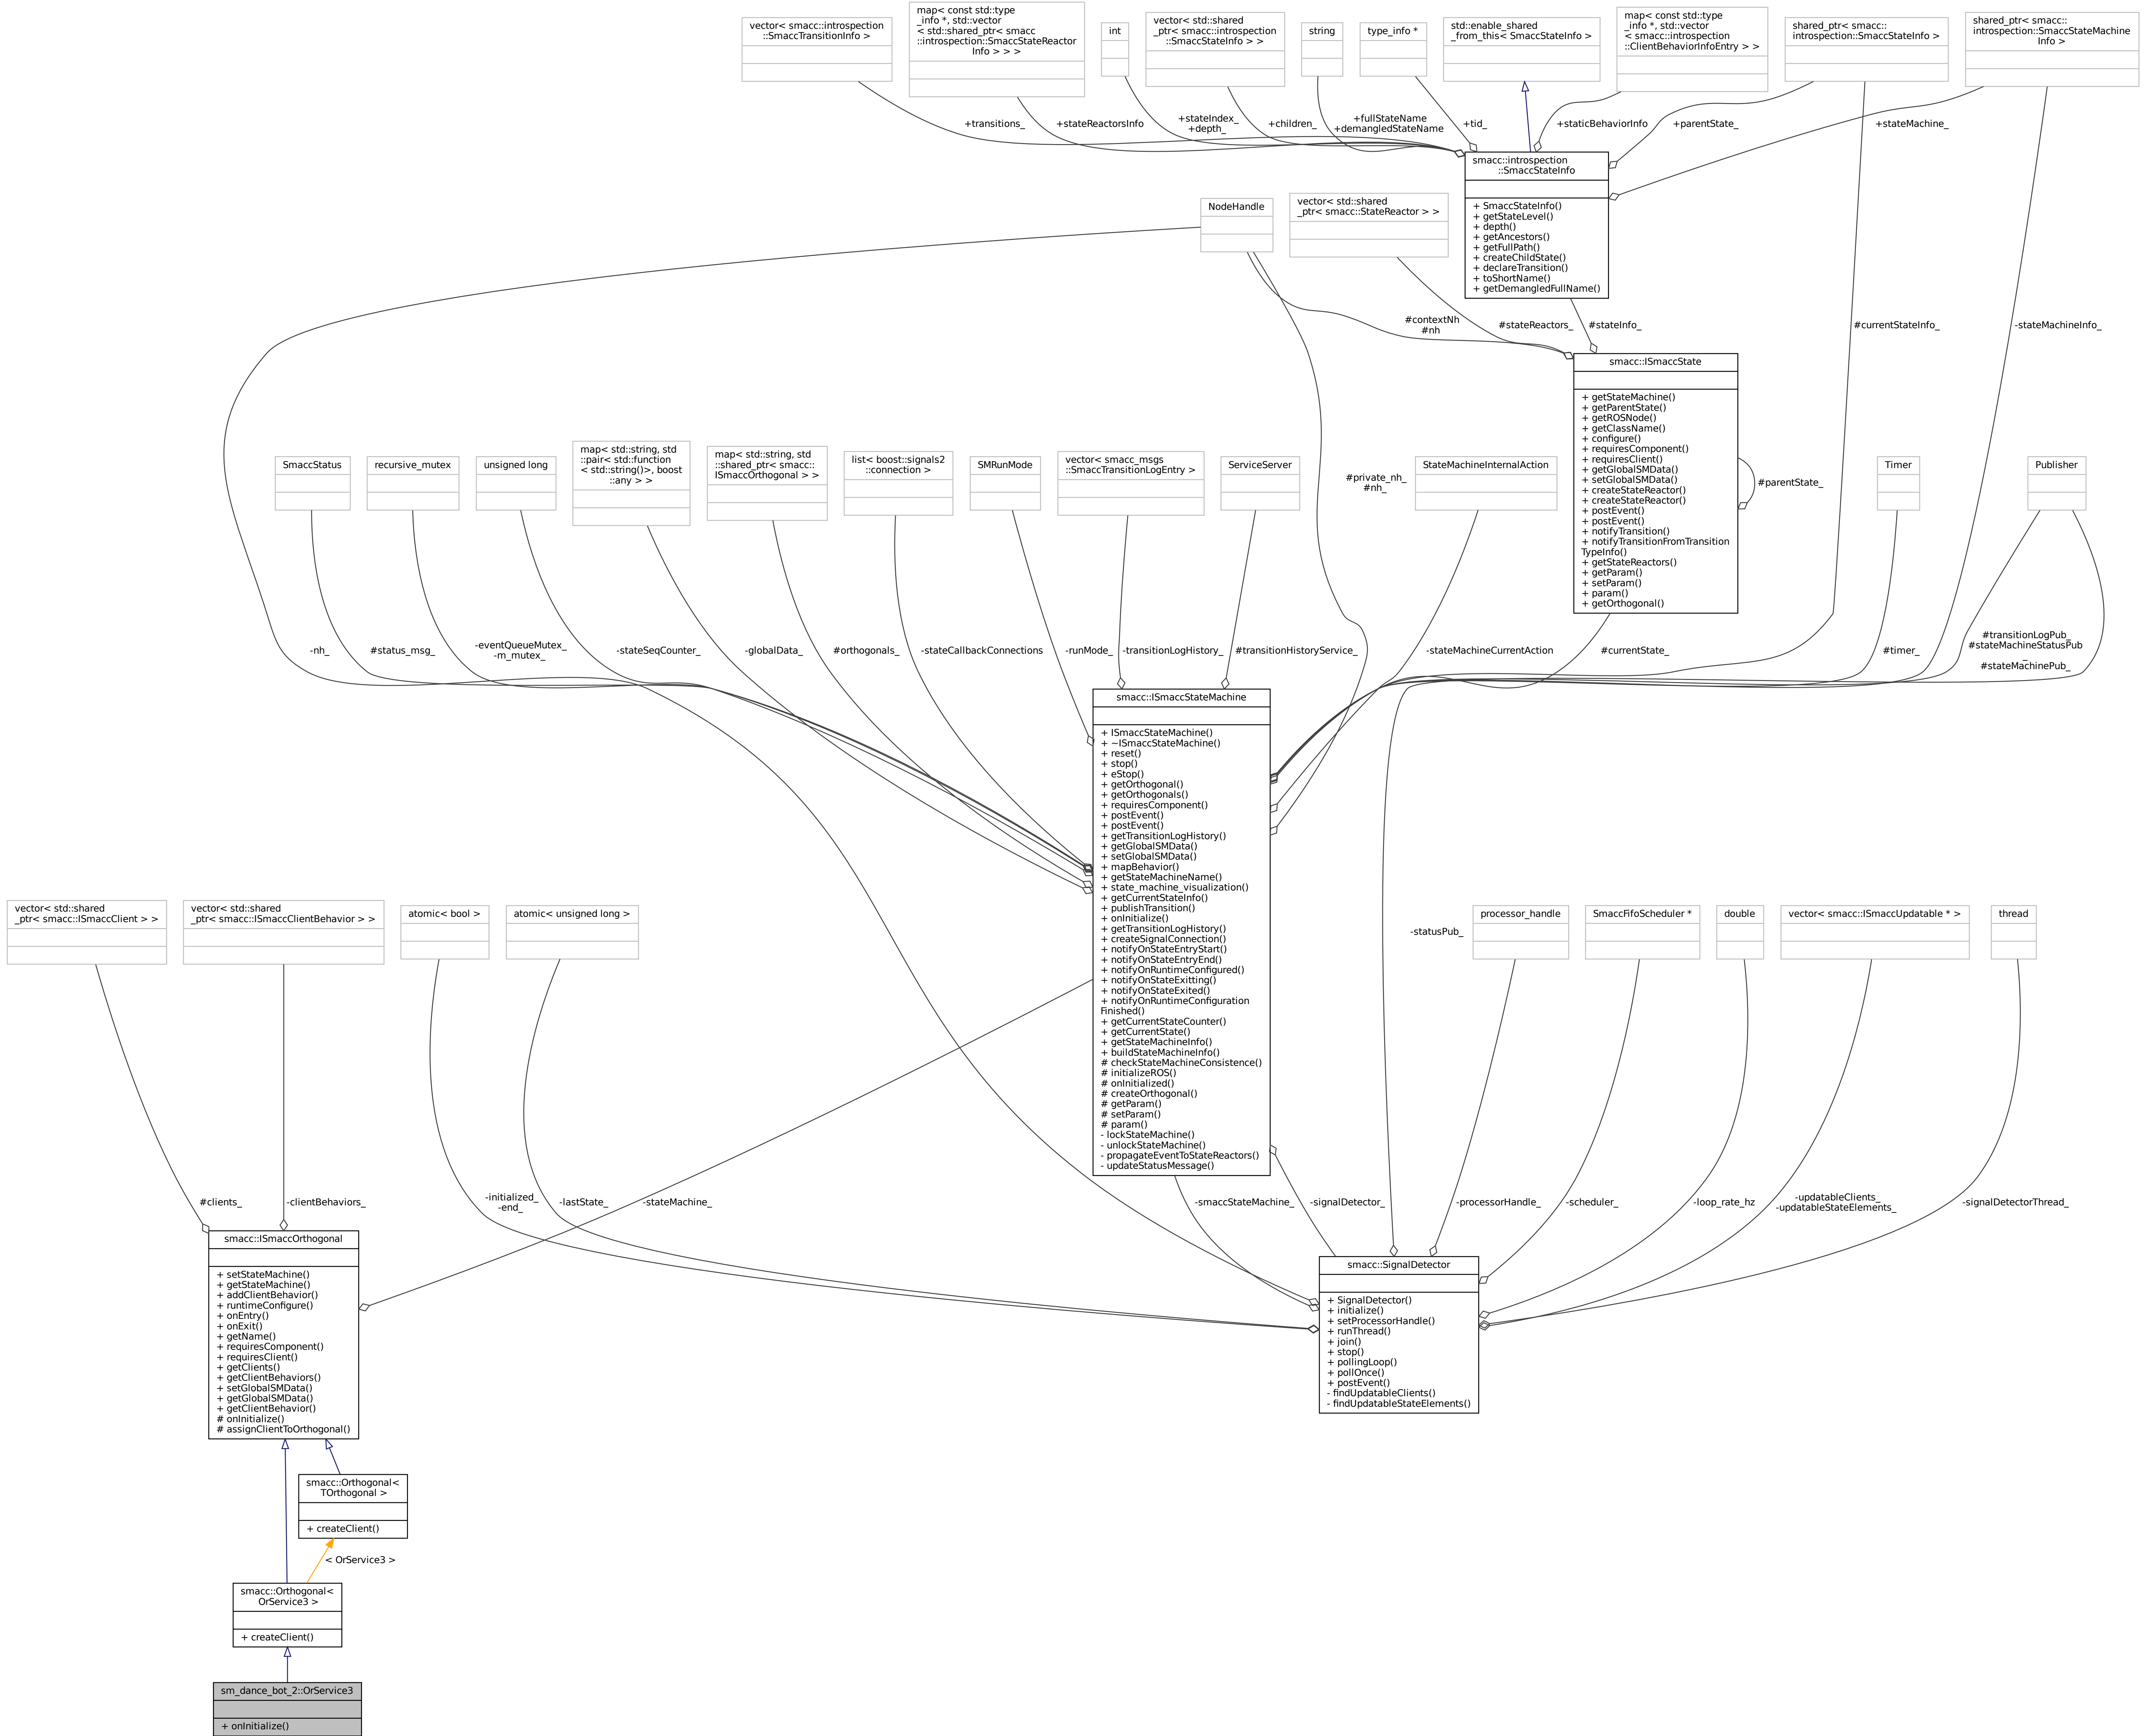 vector< smacc::introspection
::SmaccTransitionInfo >
map< const std::type
_info *, std::vector
< std::shared_ptr< smacc
::introspection::SmaccStateReactor
Info > > >
int
vector< std::shared
_ptr< smacc::introspection
::SmaccStateInfo > >
string
type_info *
std::enable_shared
_from_this< SmaccStateInfo >
map< const std::type
_info *, std::vector
< smacc::introspection
::ClientBehaviorInfoEntry > >
shared_ptr< smacc::
introspection::SmaccStateInfo >
shared_ptr< smacc::
introspection::SmaccStateMachine
Info >
+transitions_
+stateReactorsInfo
+stateIndex_
+depth_
+children_
+fullStateName
+demangledStateName
+tid_
+staticBehaviorInfo
+parentState_
+stateMachine_
smacc::introspection
::SmaccStateInfo
+ SmaccStateInfo()
+ getStateLevel()
+ depth()
+ getAncestors()
+ getFullPath()
+ createChildState()
+ declareTransition()
+ toShortName()
+ getDemangledFullName()
NodeHandle
vector< std::shared
_ptr< smacc::StateReactor > >
#contextNh
#nh
#stateReactors_
#stateInfo_
#currentStateInfo_
-stateMachineInfo_
smacc::ISmaccState
+ getStateMachine()
+ getParentState()
+ getROSNode()
+ getClassName()
+ configure()
+ requiresComponent()
+ requiresClient()
+ getGlobalSMData()
+ setGlobalSMData()
+ createStateReactor()
+ createStateReactor()
+ postEvent()
+ postEvent()
+ notifyTransition()
+ notifyTransitionFromTransition
TypeInfo()
+ getStateReactors()
+ getParam()
+ setParam()
+ param()
+ getOrthogonal()
#parentState_
SmaccStatus
recursive_mutex
unsigned long
map< std::string, std
::pair< std::function
< std::string()>, boost
::any > >
map< std::string, std
::shared_ptr< smacc::
ISmaccOrthogonal > >
list< boost::signals2
::connection >
SMRunMode
vector< smacc_msgs
::SmaccTransitionLogEntry >
ServiceServer
#private_nh_
#nh_
StateMachineInternalAction
Timer
Publisher
-nh_
#status_msg_
-eventQueueMutex_
-m_mutex_
-stateSeqCounter_
-globalData_
#orthogonals_
-stateCallbackConnections
-runMode_
-transitionLogHistory_
#transitionHistoryService_
-stateMachineCurrentAction
#currentState_
#timer_
#transitionLogPub_
#stateMachineStatusPub
_
#stateMachinePub_
smacc::ISmaccStateMachine
+ ISmaccStateMachine()
+ ~ISmaccStateMachine()
+ reset()
+ stop()
+ eStop()
+ getOrthogonal()
+ getOrthogonals()
+ requiresComponent()
+ postEvent()
+ postEvent()
+ getTransitionLogHistory()
+ getGlobalSMData()
+ setGlobalSMData()
+ mapBehavior()
+ getStateMachineName()
+ state_machine_visualization()
+ getCurrentStateInfo()
+ publishTransition()
+ onInitialize()
+ getTransitionLogHistory()
+ createSignalConnection()
+ notifyOnStateEntryStart()
+ notifyOnStateEntryEnd()
+ notifyOnRuntimeConfigured()
+ notifyOnStateExitting()
+ notifyOnStateExited()
+ notifyOnRuntimeConfiguration
Finished()
+ getCurrentStateCounter()
+ getCurrentState()
+ getStateMachineInfo()
+ buildStateMachineInfo()
# checkStateMachineConsistence()
# initializeROS()
# onInitialized()
# createOrthogonal()
# getParam()
# setParam()
# param()
- lockStateMachine()
- unlockStateMachine()
- propagateEventToStateReactors()
- updateStatusMessage()
vector< std::shared
_ptr< smacc::ISmaccClient > >
vector< std::shared
_ptr< smacc::ISmaccClientBehavior > >
atomic< bool >
atomic< unsigned long >
-statusPub_
processor_handle
SmaccFifoScheduler *
double
vector< smacc::ISmaccUpdatable * >
thread
#clients_
-clientBehaviors_
-initialized_
-end_
-lastState_
-stateMachine_
-smaccStateMachine_
-signalDetector_
-processorHandle_
-scheduler_
-loop_rate_hz
-updatableClients_
-updatableStateElements_
-signalDetectorThread_
smacc::ISmaccOrthogonal
+ setStateMachine()
+ getStateMachine()
+ addClientBehavior()
+ runtimeConfigure()
+ onEntry()
+ onExit()
+ getName()
+ requiresComponent()
+ requiresClient()
+ getClients()
+ getClientBehaviors()
+ setGlobalSMData()
+ getGlobalSMData()
+ getClientBehavior()
# onInitialize()
# assignClientToOrthogonal()
smacc::SignalDetector
+ SignalDetector()
+ initialize()
+ setProcessorHandle()
+ runThread()
+ join()
+ stop()
+ pollingLoop()
+ pollOnce()
+ postEvent()
- findUpdatableClients()
- findUpdatableStateElements()
smacc::Orthogonal<
TOrthogonal >
+ createClient()
< OrService3 >
smacc::Orthogonal<
OrService3 >
+ createClient()
sm_dance_bot_2::OrService3
+ onInitialize()